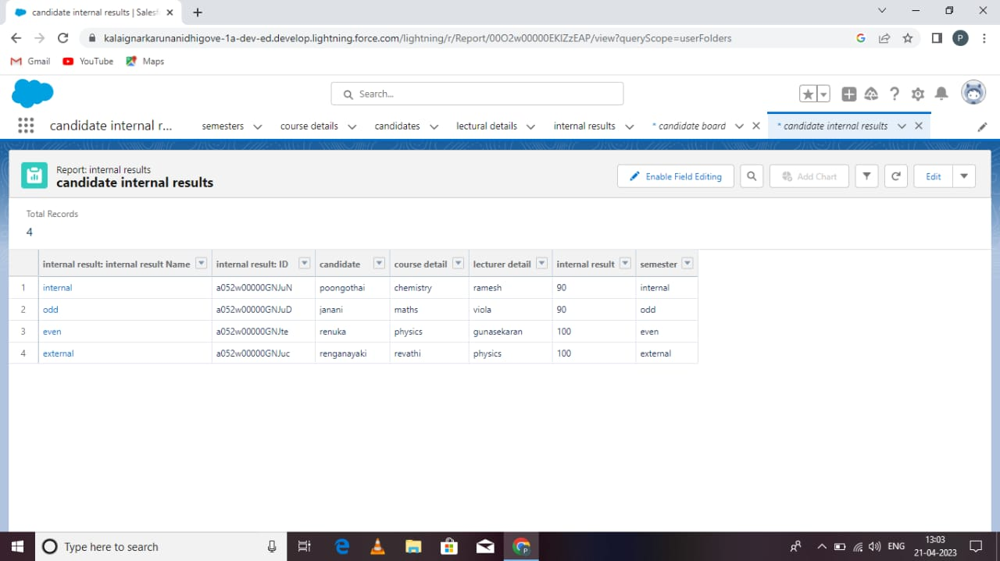 candidate internal results | Salesf
kalaignarkarunanidhigove-1a-dev-ed.develop.lightning.force.com/lightning/r/Report/00O2w00000EKIZzEAP/view?queryScope=userFolders
G P
Gmail YouTube Maps
Search...
candidate internal r... semesters course details candidates lectural details internal results * candidate board * candidate internal results
Report: internal results
candidate internal results
Enable Field Editing Add Chart Edit
Total Records
4
internal result: internal result Name internal result: ID candidate course detail lecturer detail internal result semester
1 internal a052w00000GNJuN poongothai chemistry ramesh 90 internal
2 odd a052w00000GNJuD janani maths viola 90 odd
3 even a052w00000GNJte renuka physics gunasekaran 100 even
4 external a052w00000GNJuc renganayaki revathi physics 100 external
Type here to search P ENG 13:03
21-04-2023